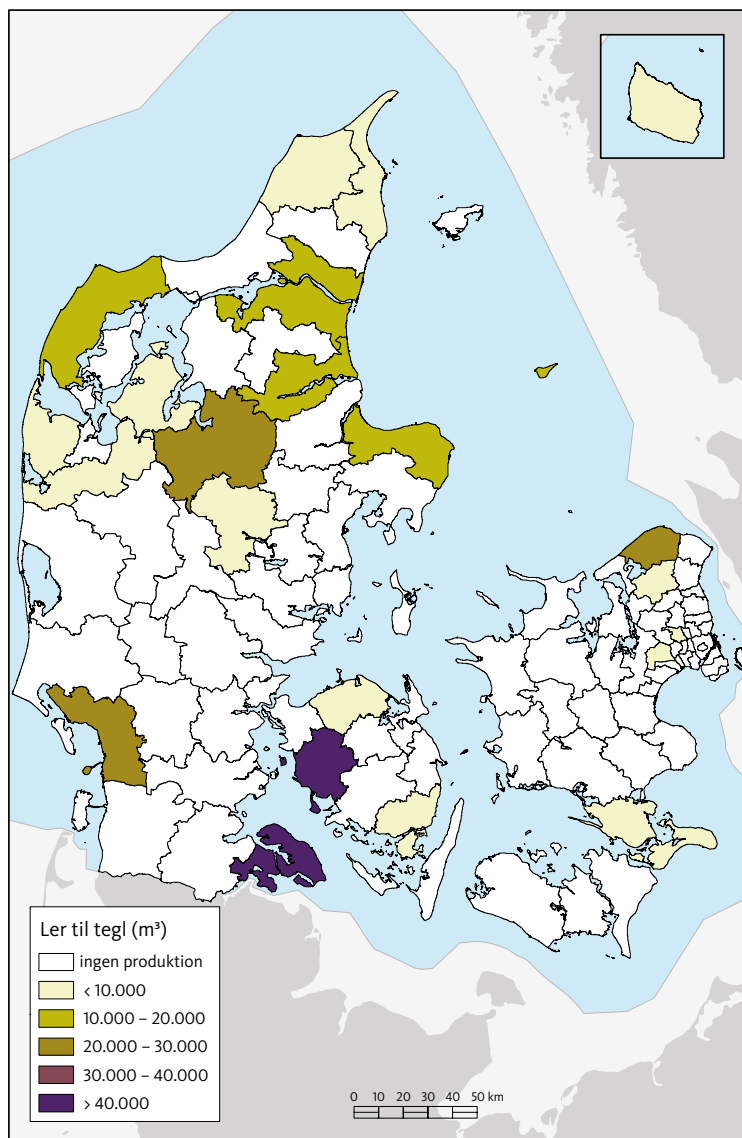 Ler til tegl (m³)
ingen produktion
< 10.000
10.000 – 20.000
20.000 – 30.000
30.000 – 40.000
> 40.000
0 10 20 30 40 50 km